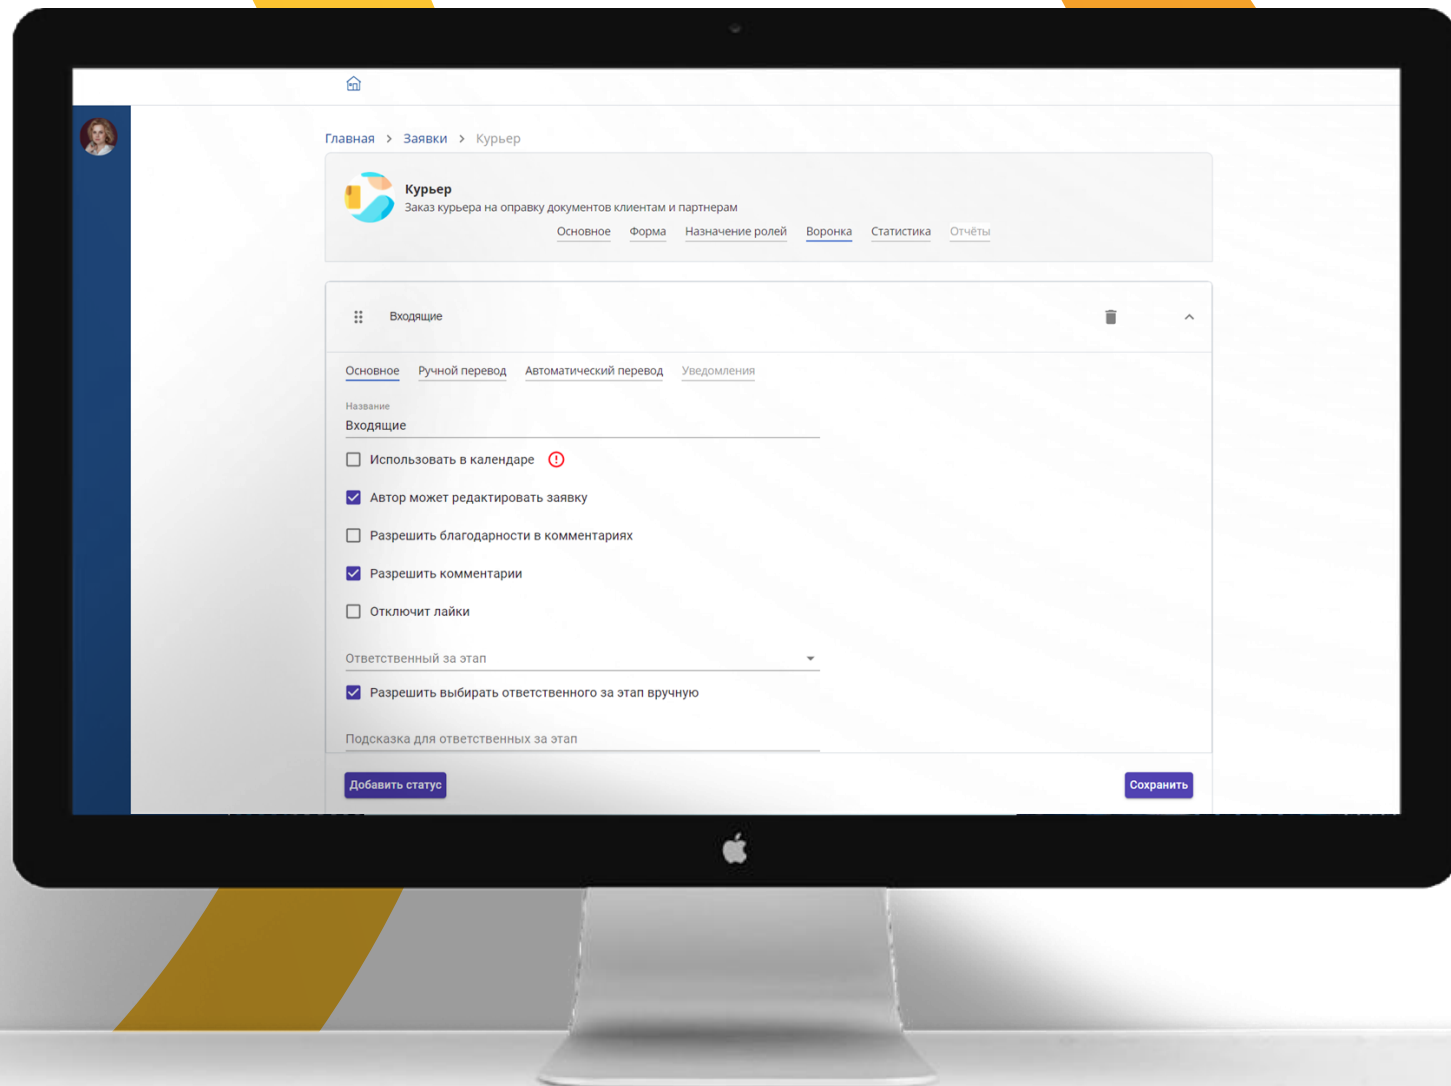 Главная > Заявки > Курьер
Курьер
Заказ курьера на оправку документов клиентам и партнерам
Основное Форма Назначение ролей Воронка Статистика Отчёты
Входящие
Основное Ручной перевод Автоматический перевод Уведомления
Название
Входящие
Использовать в календаре
Автор может редактировать заявку
Разрешить благодарности в комментариях
Разрешить комментарии
Отключит лайки
Ответственный за этап
Разрешить выбирать ответственного за этап вручную
Подсказка для ответственных за этап
Добавить статус Сохранить